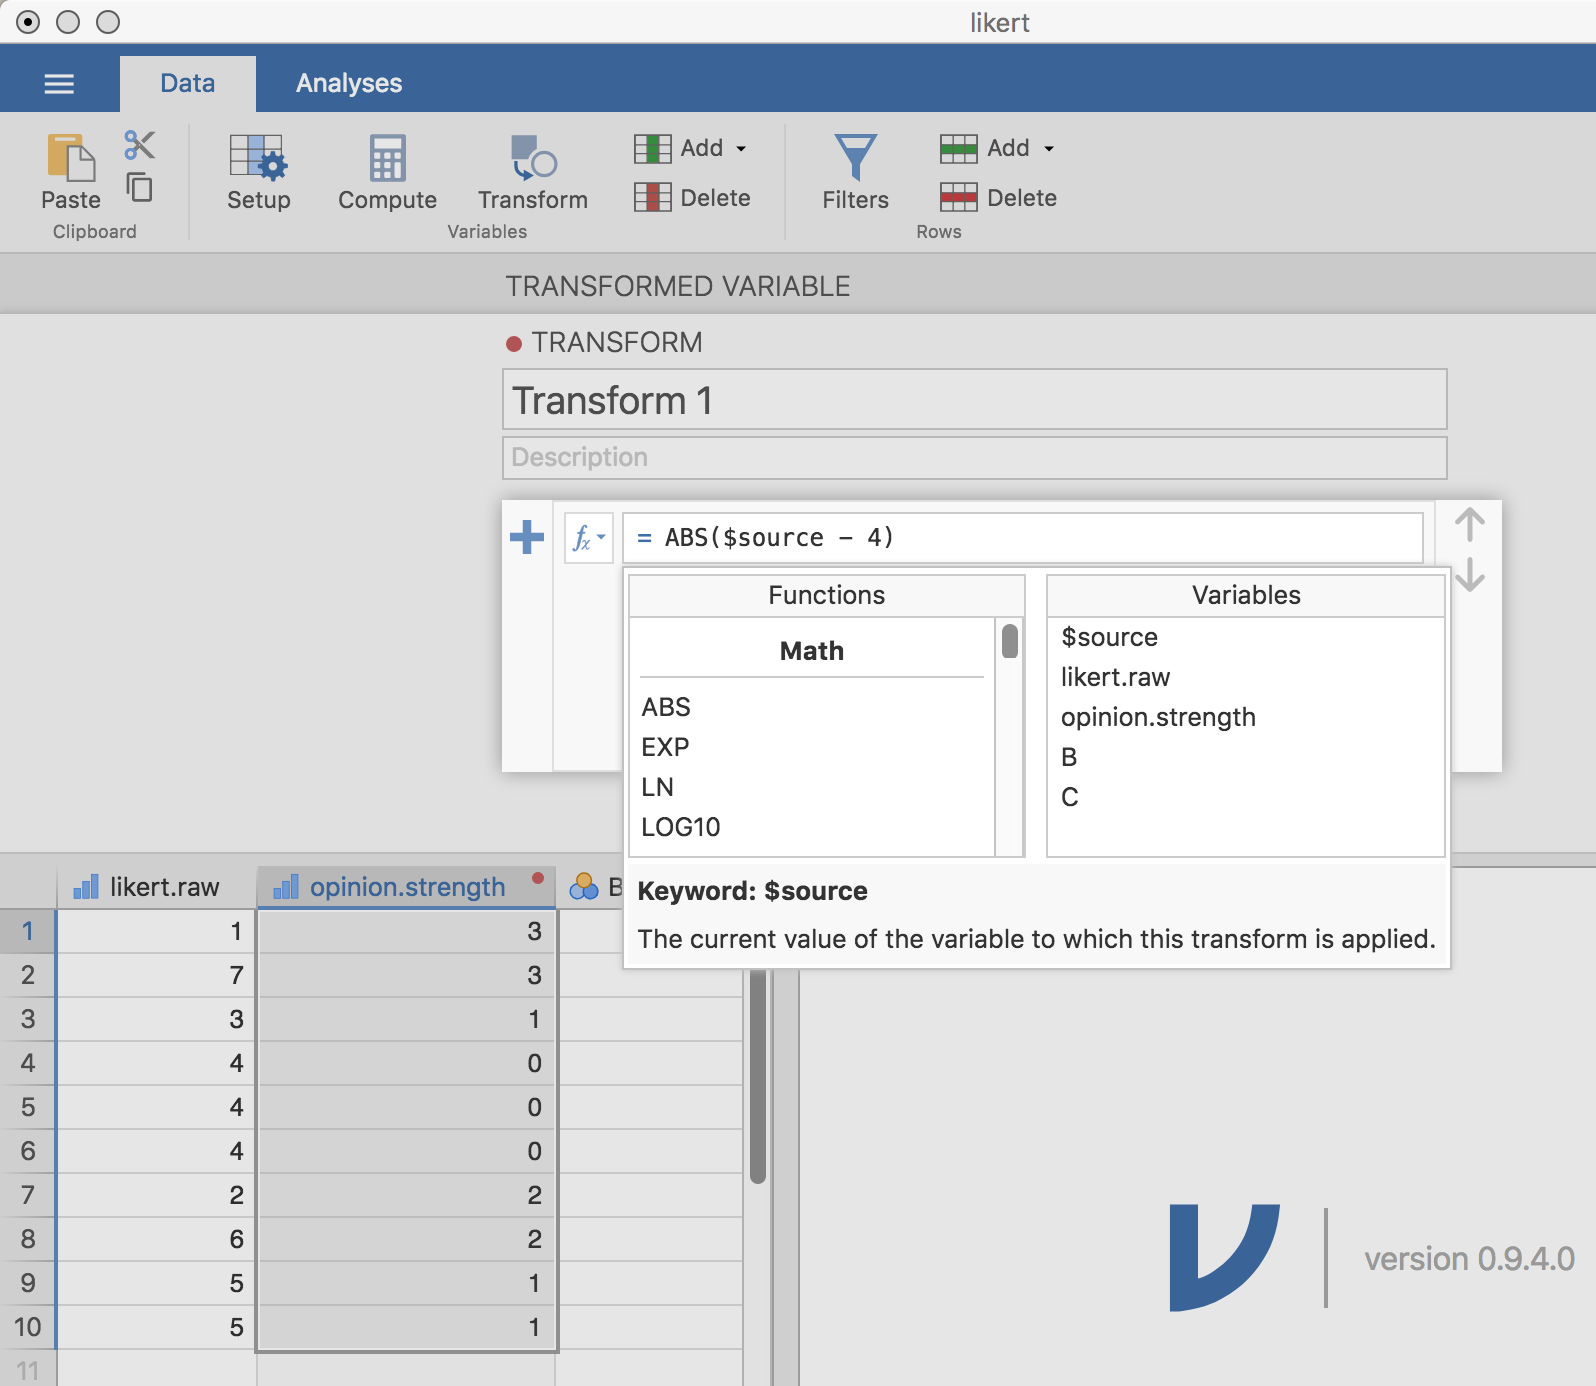 likert
Data Analyses
Paste Setup Compute Transform Add Delete Filters Add Delete
Clipboard Variables Rows
TRANSFORMED VARIABLE
TRANSFORM
Transform 1
Description
fx = ABS($source - 4)
Functions Variables
Math
ABS
EXP
LN
LOG10
$source
likert.raw
opinion.strength
B
C
Keyword: $source
The current value of the variable to which this transform is applied.
likert.raw opinion.strength B
1 1 3
2 7 3
3 3 1
4 4 0
5 4 0
6 4 0
7 2 2
8 6 2
9 5 1
10 5 1
11
version 0.9.4.0